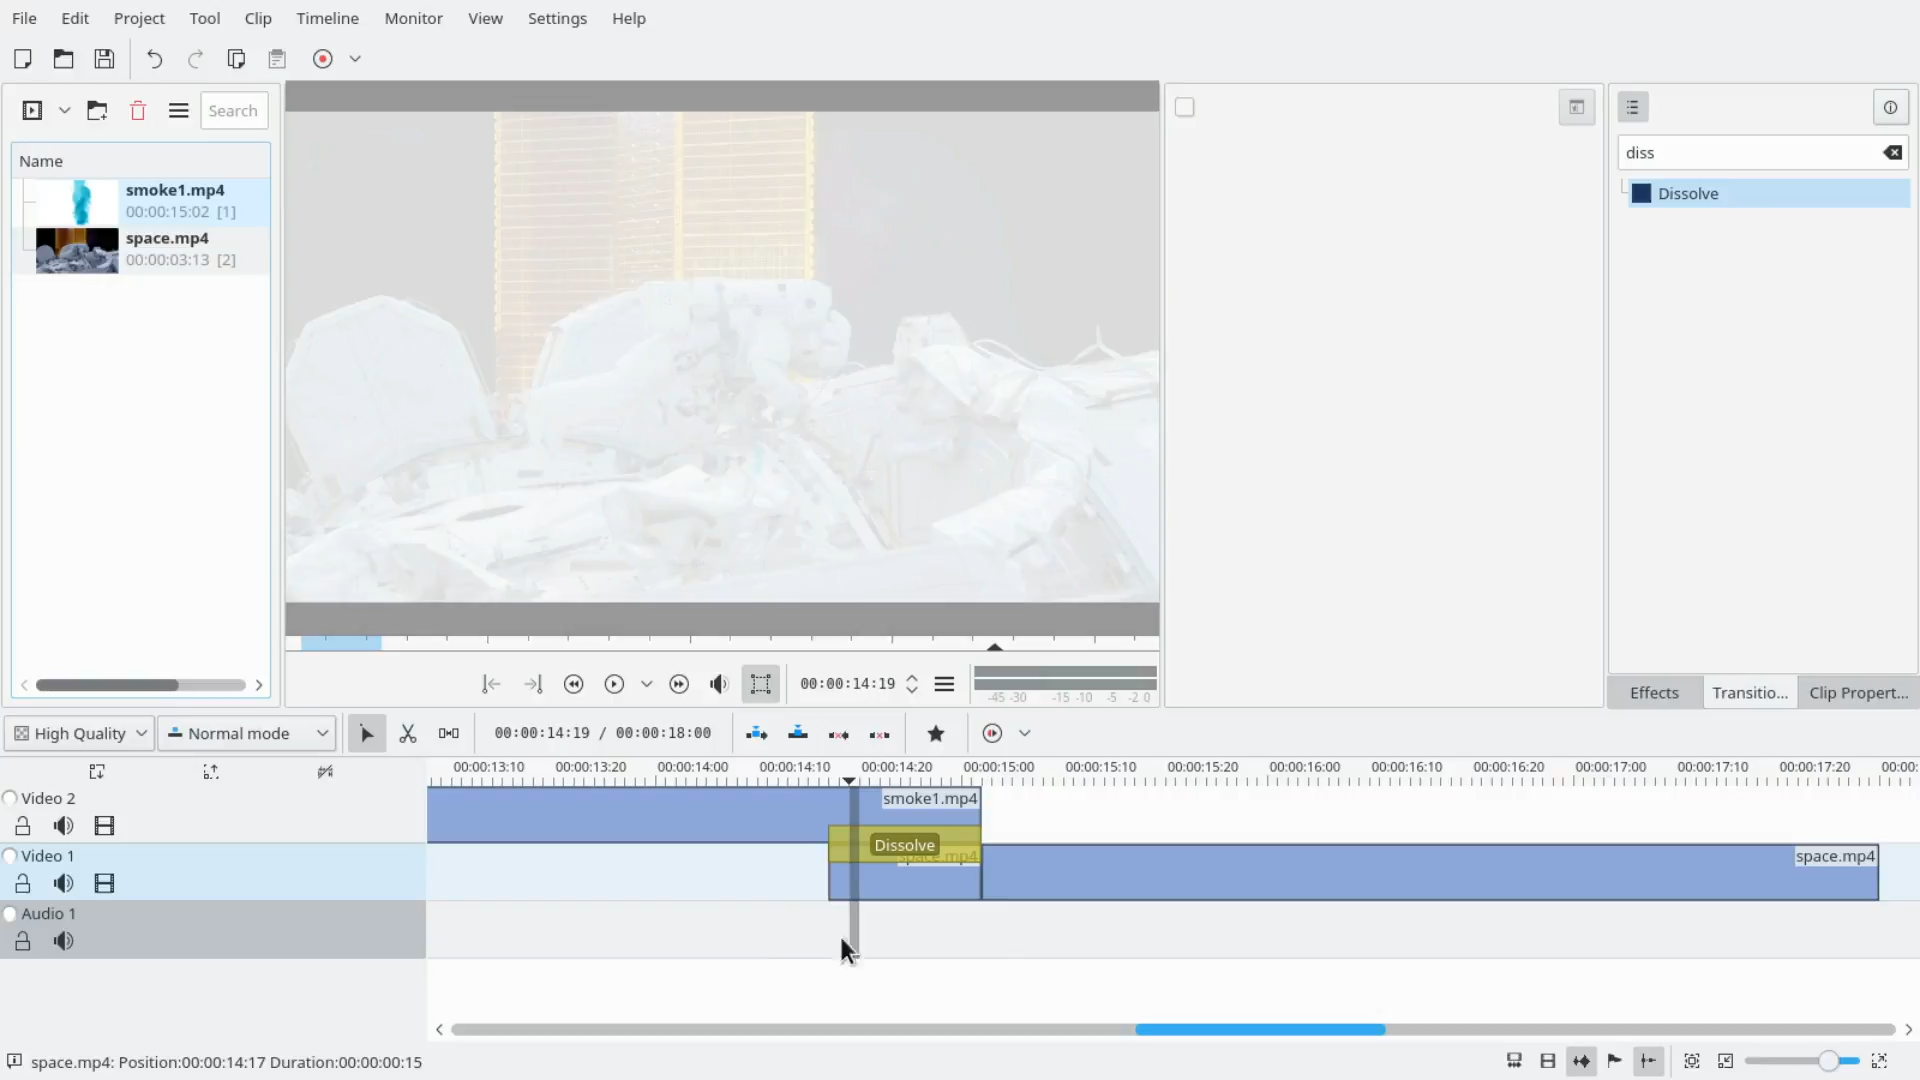 File Edit Project Tool Clip Timeline Monitor View Settings Help
Search
Name
smoke1.mp4
00:00:15:02 [1]
space.mp4
00:00:03:13 [2]
diss
Dissolve
00:00:14:19
-45 -30 -15 -10 -5 -2 0
Effects Transitio... Clip Propert...
High Quality Normal mode 00:00:14:19 / 00:00:18:00
00:00:13:10 00:00:13:20 00:00:14:00 00:00:14:10 00:00:14:20 00:00:15:00 00:00:15:10 00:00:15:20 00:00:16:00 00:00:16:10 00:00:16:20 00:00:17:00 00:00:17:10 00:00:17:20 00:00:
Video 2 smoke1.mp4
Dissolve
Video 1 space.mp4 space.mp4
Audio 1
space.mp4: Position:00:00:14:17 Duration:00:00:00:15